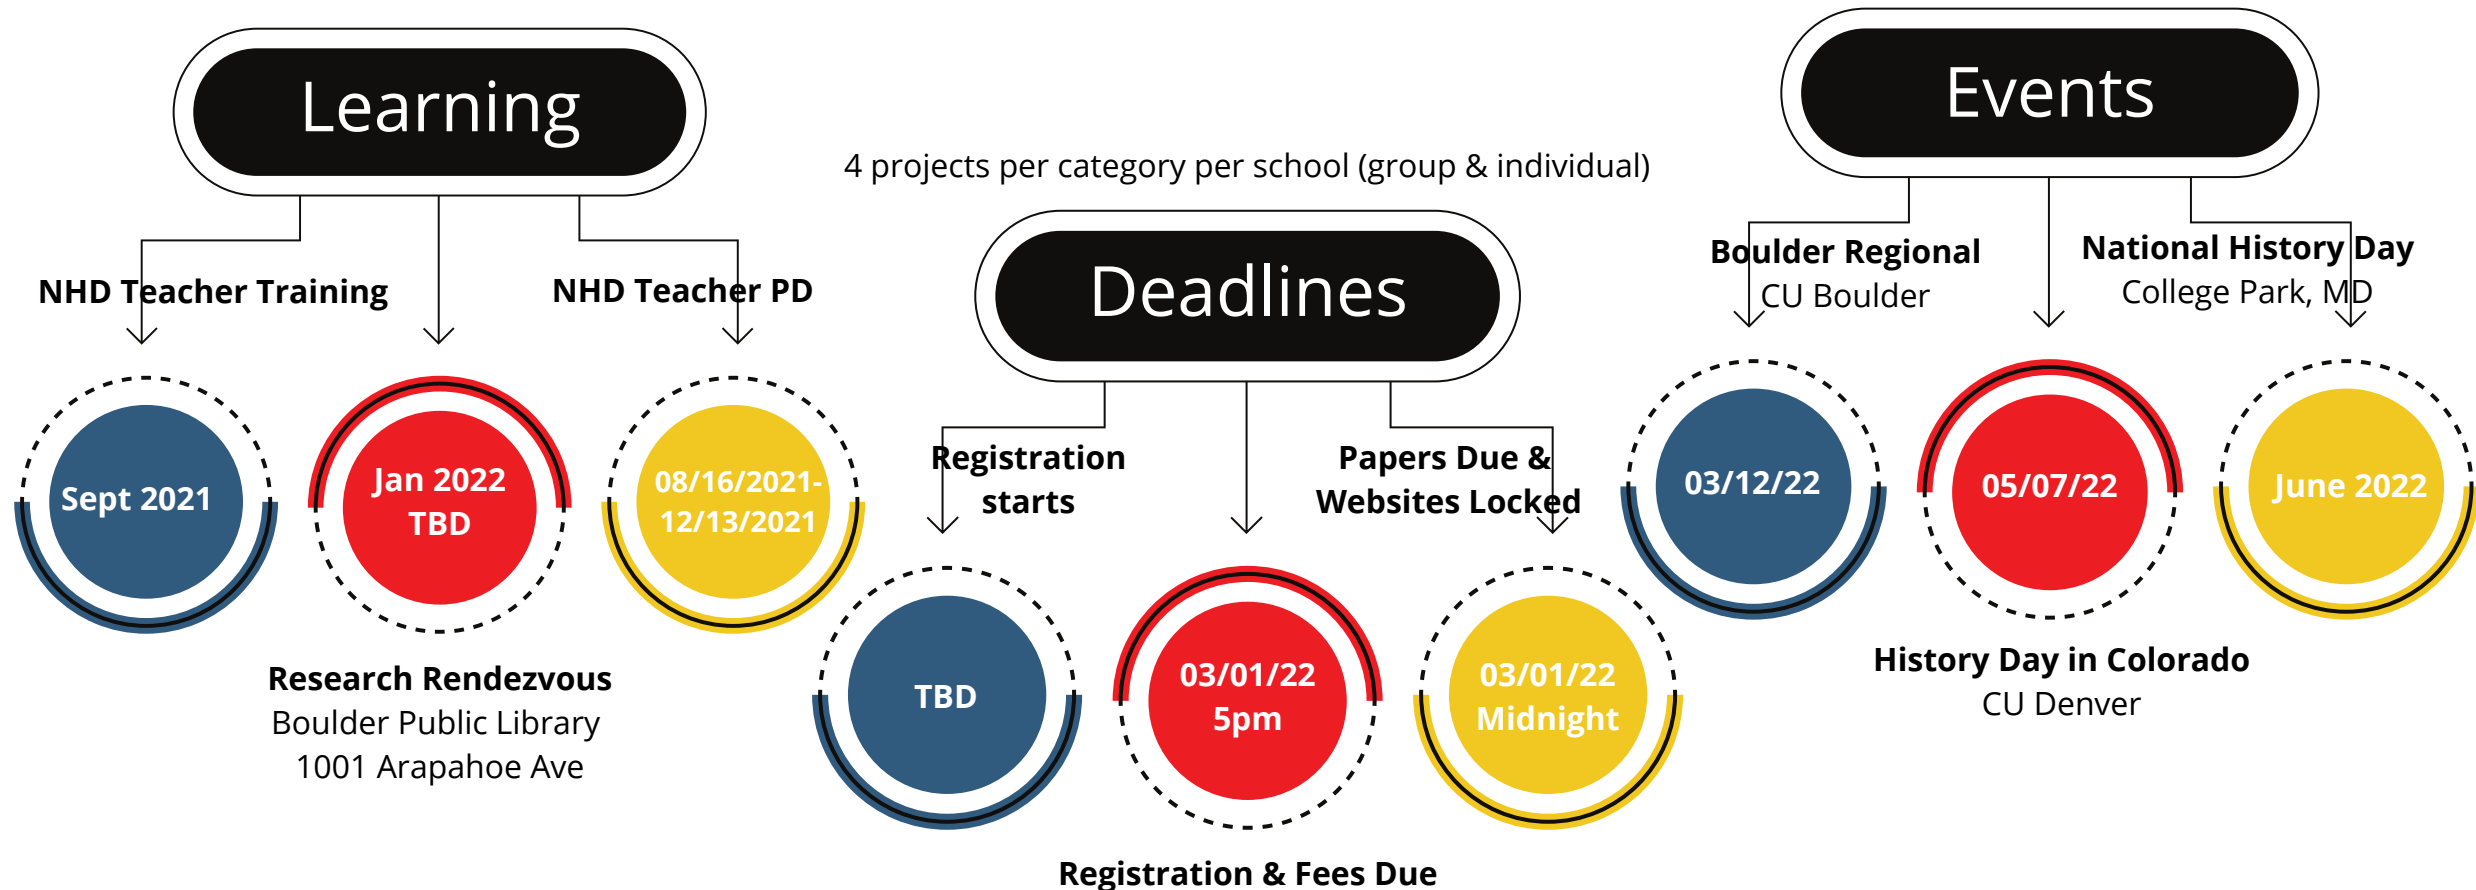 Learning
NHD Teacher Training
NHD Teacher PD
Sept 2021
Jan 2022
TBD
08/16/2021-
12/13/2021
Research Rendezvous
Boulder Public Library
1001 Arapahoe Ave
4 projects per category per school (group & individual)
Deadlines
Registration
starts
Papers Due &
Websites Locked
TBD
03/01/22
5pm
03/01/22
Midnight
Registration & Fees Due
Events
Boulder Regional
CU Boulder
National History Day
College Park, MD
03/12/22
05/07/22
June 2022
History Day in Colorado
CU Denver